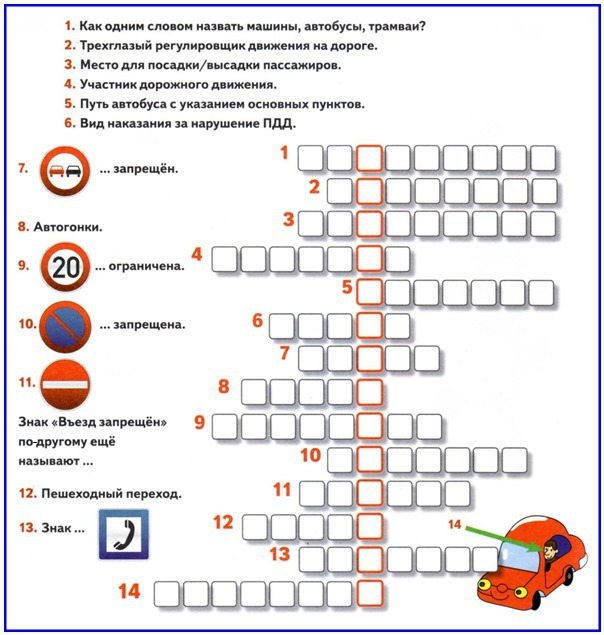 1. Как одним словом назвать машины, автобусы, трамваи?
2. Трехглазый регулировщик движения на дороге.
3. Место для посадки/высадки пассажиров.
4. Участник дорожного движения.
5. Путь автобуса с указанием основных пунктов.
6. Вид наказания за нарушение ПДД.
7. ... запрещён.
8. Автогонки.
9. 20 ... ограничена.
10. ... запрещена.
11.
Знак «Въезд запрещён»
по-другому ещё
называют ...
12. Пешеходный переход.
13. Знак ...
1
2
3
4
5
6
7
8
9
10
11
12
13
14
14